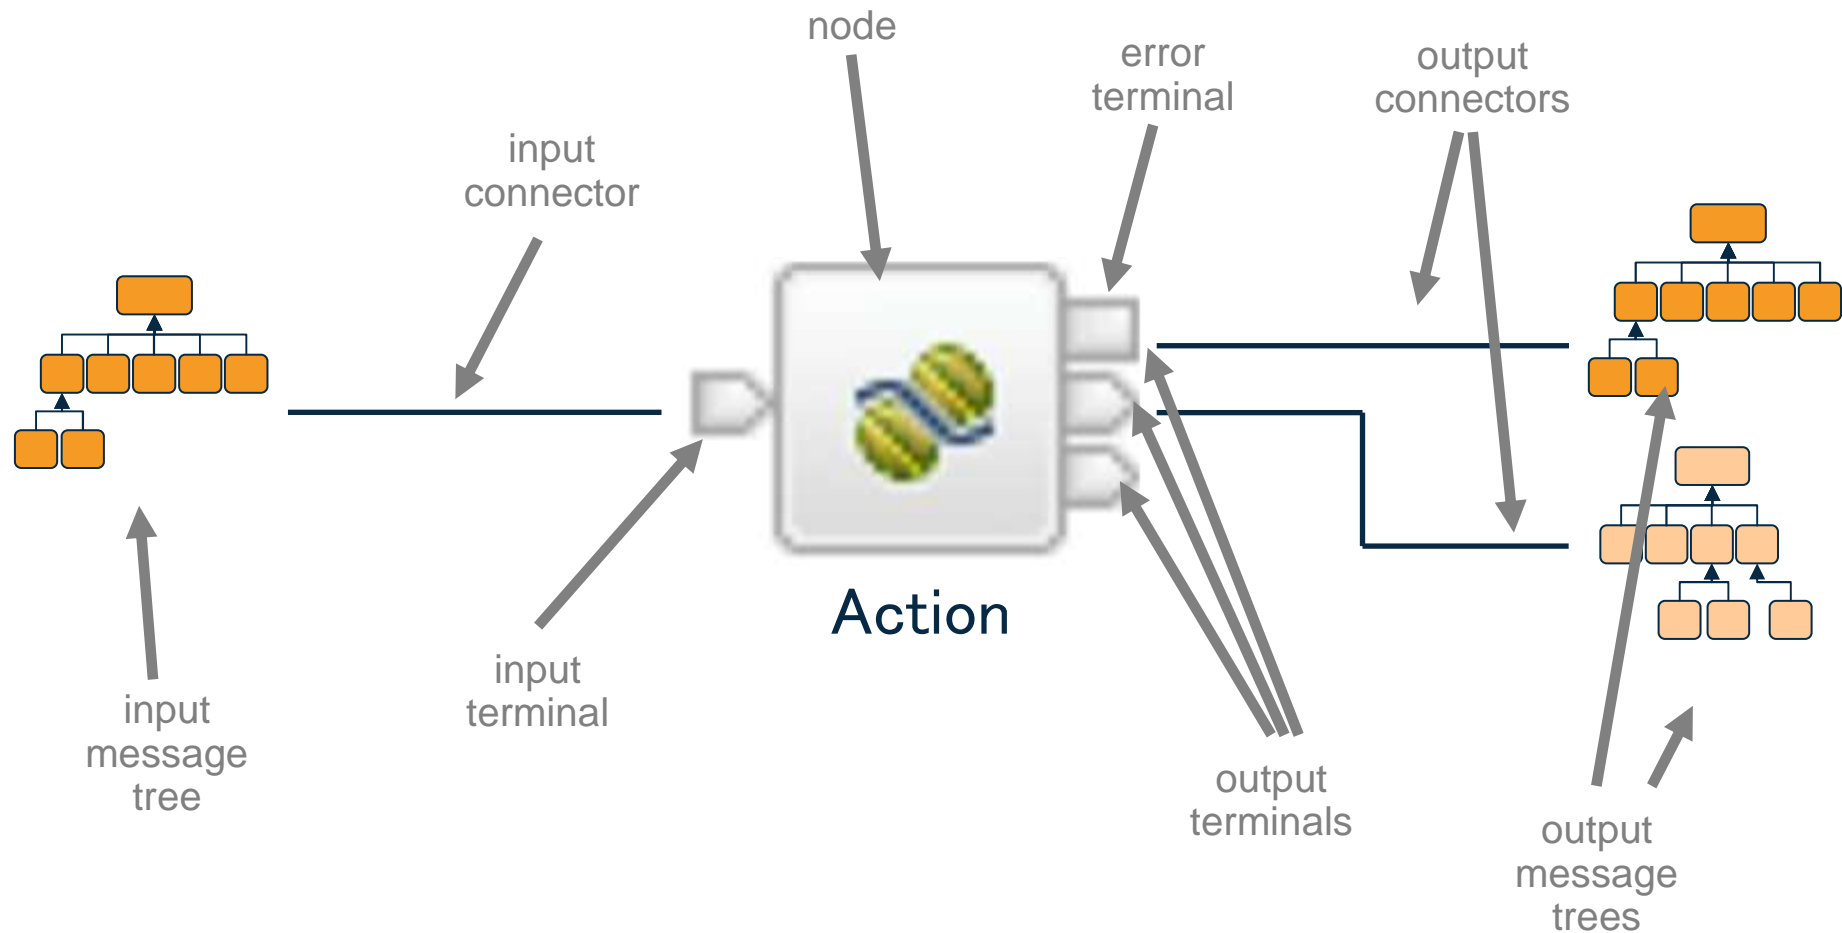 node
error
terminal
output
connectors
input
connector
Action
input
terminal
input
message
tree
output
terminals
output
message
trees